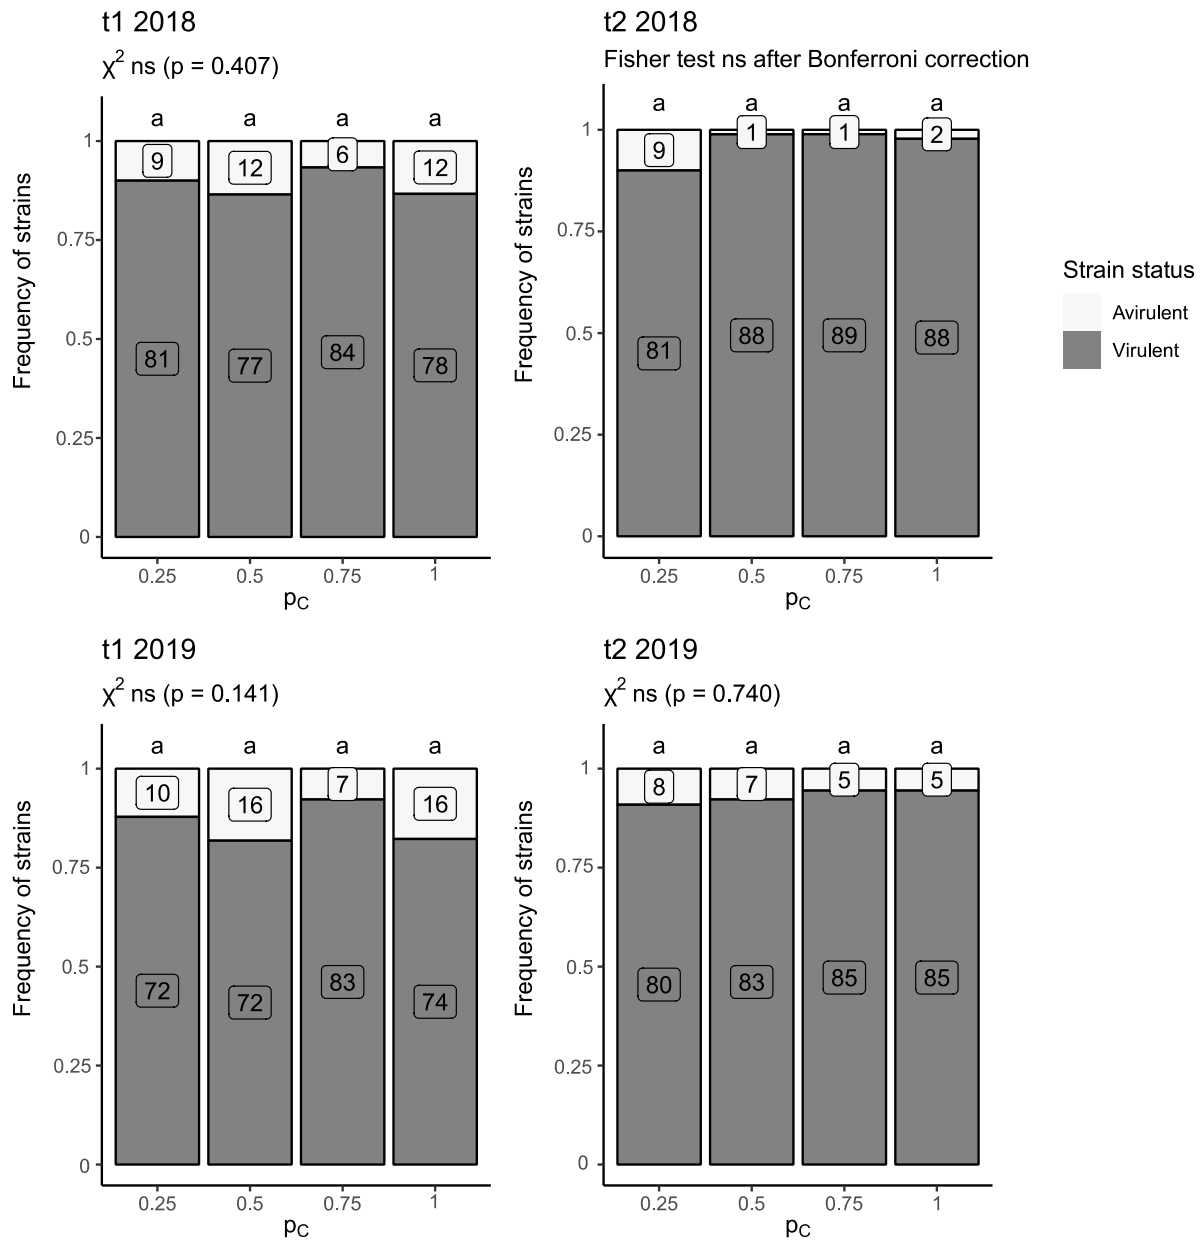 t1 2018
χ² ns (p = 0.407)
a a a a
Frequency of strains
1
0.75
0.5
0.25
0
9 12 6 12
81 77 84 78
0.25 0.5 0.75 1
pC
t2 2018
Fisher test ns after Bonferroni correction
a a a a
Frequency of strains
1
0.75
0.5
0.25
0
9 1 1 2
81 88 89 88
0.25 0.5 0.75 1
pC
Strain status
Avirulent
Virulent
t1 2019
χ² ns (p = 0.141)
a a a a
Frequency of strains
1
0.75
0.5
0.25
0
10 16 7 16
72 72 83 74
0.25 0.5 0.75 1
pC
t2 2019
χ² ns (p = 0.740)
a a a a
Frequency of strains
1
0.75
0.5
0.25
0
8 7 5 5
80 83 85 85
0.25 0.5 0.75 1
pC